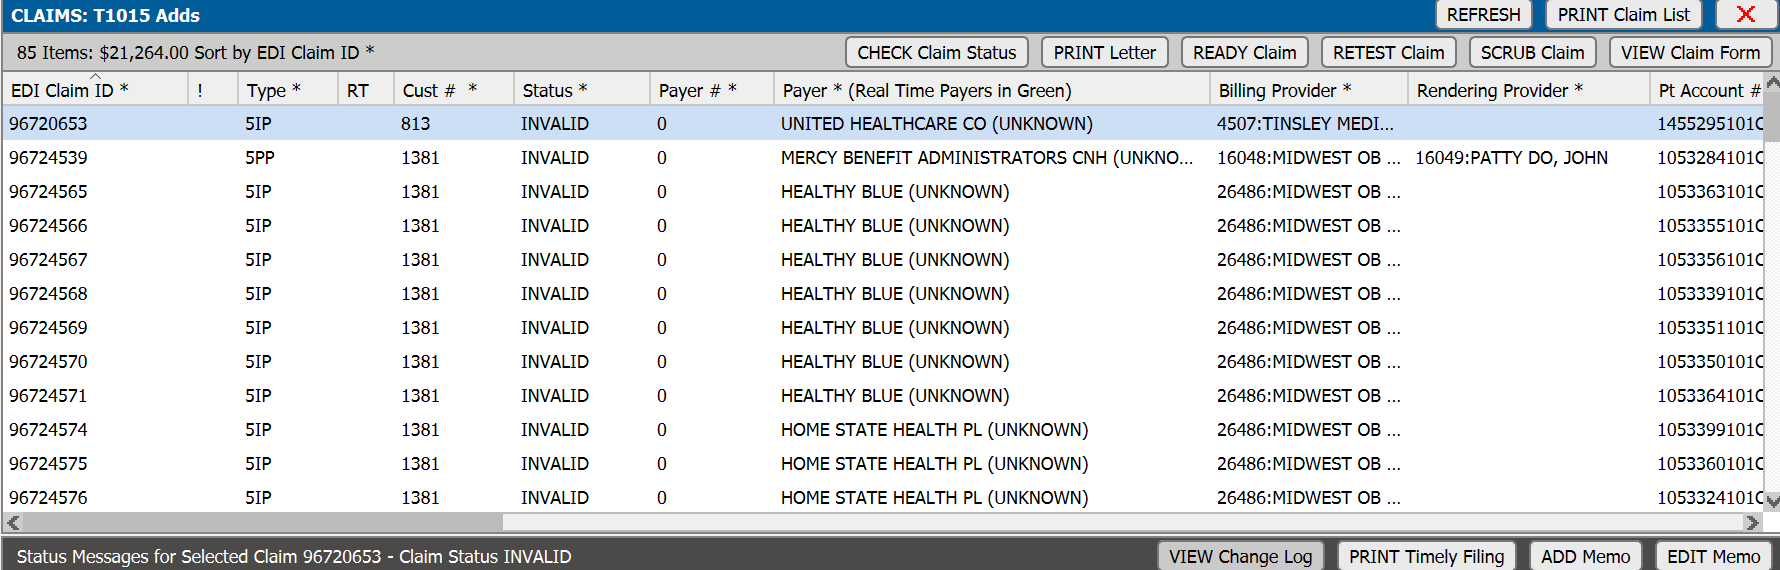 CLAIMS: T1015 Adds REFRESH PRINT Claim List X
85 Items: $21,264.00 Sort by EDI Claim ID * CHECK Claim Status PRINT Letter READY Claim RETEST Claim SCRUB Claim VIEW Claim Form
EDI Claim ID * ! Type * RT Cust # * Status * Payer # * Payer * (Real Time Payers in Green) Billing Provider * Rendering Provider * Pt Account #
96720653 5IP 813 INVALID 0 UNITED HEALTHCARE CO (UNKNOWN) 4507:TINSLEY MEDI... 1455295101C
96724539 5PP 1381 INVALID 0 MERCY BENEFIT ADMINISTRATORS CNH (UNKNO... 16048:MIDWEST OB ... 16049:PATTY DO, JOHN 1053284101C
96724565 5IP 1381 INVALID 0 HEALTHY BLUE (UNKNOWN) 26486:MIDWEST OB ... 1053363101C
96724566 5IP 1381 INVALID 0 HEALTHY BLUE (UNKNOWN) 26486:MIDWEST OB ... 1053355101C
96724567 5IP 1381 INVALID 0 HEALTHY BLUE (UNKNOWN) 26486:MIDWEST OB ... 1053356101C
96724568 5IP 1381 INVALID 0 HEALTHY BLUE (UNKNOWN) 26486:MIDWEST OB ... 1053339101C
96724569 5IP 1381 INVALID 0 HEALTHY BLUE (UNKNOWN) 26486:MIDWEST OB ... 1053351101C
96724570 5IP 1381 INVALID 0 HEALTHY BLUE (UNKNOWN) 26486:MIDWEST OB ... 1053350101C
96724571 5IP 1381 INVALID 0 HEALTHY BLUE (UNKNOWN) 26486:MIDWEST OB ... 1053364101C
96724574 5IP 1381 INVALID 0 HOME STATE HEALTH PL (UNKNOWN) 26486:MIDWEST OB ... 1053399101C
96724575 5IP 1381 INVALID 0 HOME STATE HEALTH PL (UNKNOWN) 26486:MIDWEST OB ... 1053360101C
96724576 5IP 1381 INVALID 0 HOME STATE HEALTH PL (UNKNOWN) 26486:MIDWEST OB ... 1053324101C
Status Messages for Selected Claim 96720653 - Claim Status INVALID VIEW Change Log PRINT Timely Filing ADD Memo EDIT Memo